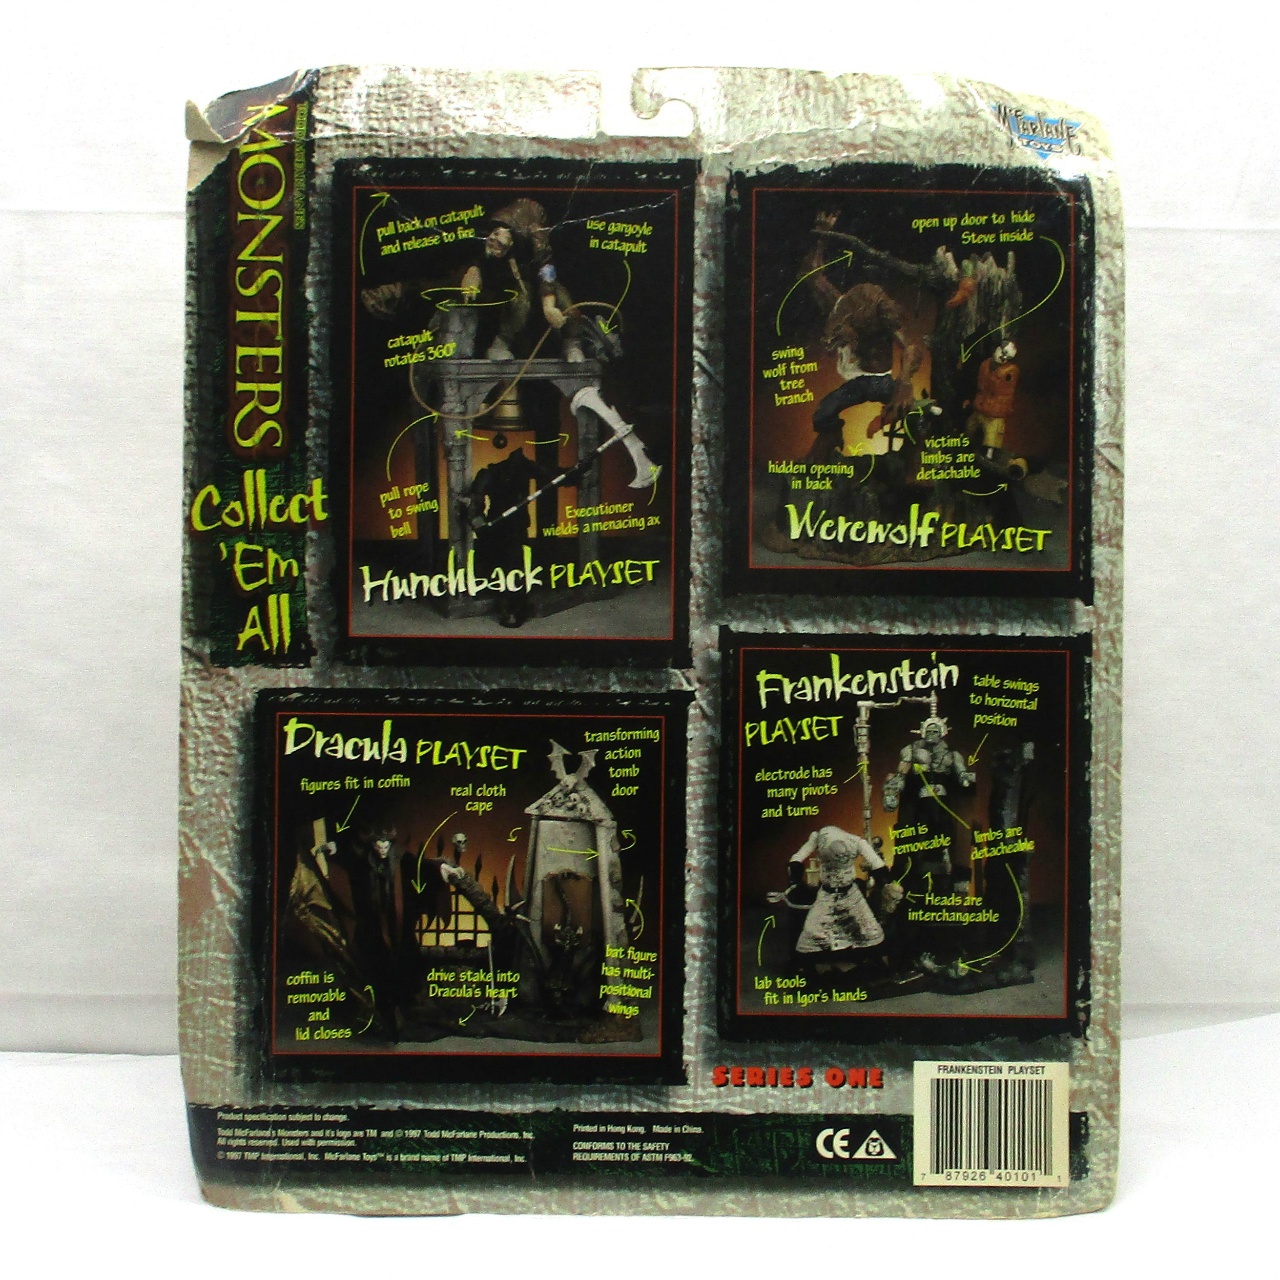 TODD McFARLANE'S
MONSTERS
Collect
'Em
All
McFARLANE
TOYS
pull back on catapult
and release to fire
use gargoyle
in catapult
catapult
rotates 360°
pull rope
to swing
bell
Executioner
wields a menacing ax
Hunchback PLAYSET
open up door to hide
Steve inside
swing
wolf from
tree
branch
victim's
limbs are
detachable
hidden opening
in back
Werewolf PLAYSET
Dracula PLAYSET
figures fit in coffin
real cloth
cape
transforming
action
tomb
door
coffin is
removable
and
lid closes
drive stake into
Dracula's heart
bat figure
has multi-
positional
wings
Frankenstein
PLAYSET
table swings
to horizontal
position
electrode has
many pivots
and turns
brain is
removeable
limbs are
detacheable
Heads are
interchangeable
lab tools
fit in Igor's hands
SERIES ONE
FRANKENSTEIN PLAYSET
7 87926 40101 1
Product specification subject to change.
Todd McFarlane's Monsters and it's logo are TM and © 1997 Todd McFarlane Productions, Inc.
All rights reserved. Used with permission.
© 1997 TMP International, Inc. McFarlane Toys™ is a brand name of TMP International, Inc.
Printed in Hong Kong. Made in China.
CONFORMS TO THE SAFETY
REQUIREMENTS OF ASTM F963-92.
CE